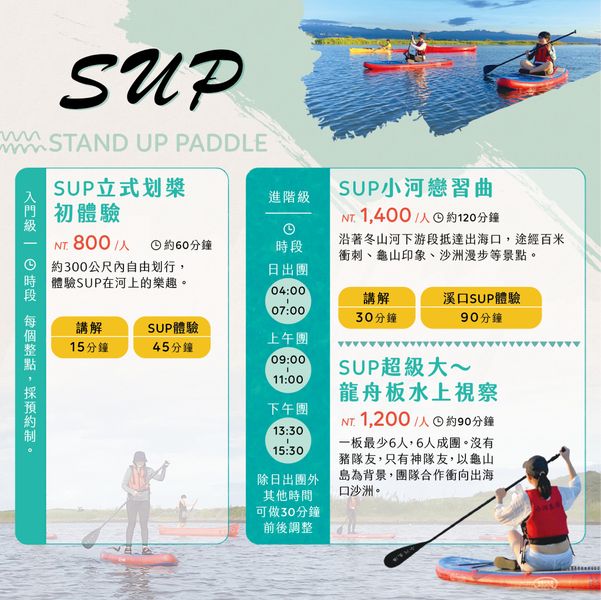 SUP
STAND UP PADDLE
入門級 | 時段 每個整點，採預約制。
SUP立式划槳
初體驗
NT. 800 /人 約60分鐘
約300公尺內自由划行，
體驗SUP在河上的樂趣。
講解
15分鐘
SUP體驗
45分鐘
進階級
時段
日出團
04:00
-
07:00
上午團
09:00
-
11:00
下午團
13:30
-
15:30
除日出團外
其他時間
可做30分鐘
前後調整
SUP小河戀習曲
NT. 1,400 /人 約120分鐘
沿著冬山河下游段抵達出海口，途經百米
衝刺、龜山印象、沙洲漫步等景點。
講解
30分鐘
溪口SUP體驗
90分鐘
SUP超級大～
龍舟板水上視察
NT. 1,200 /人 約90分鐘
一板最少6人，6人成團。沒有
豬隊友，只有神隊友，以龜山
島為背景，團隊合作衝向出海
口沙洲。